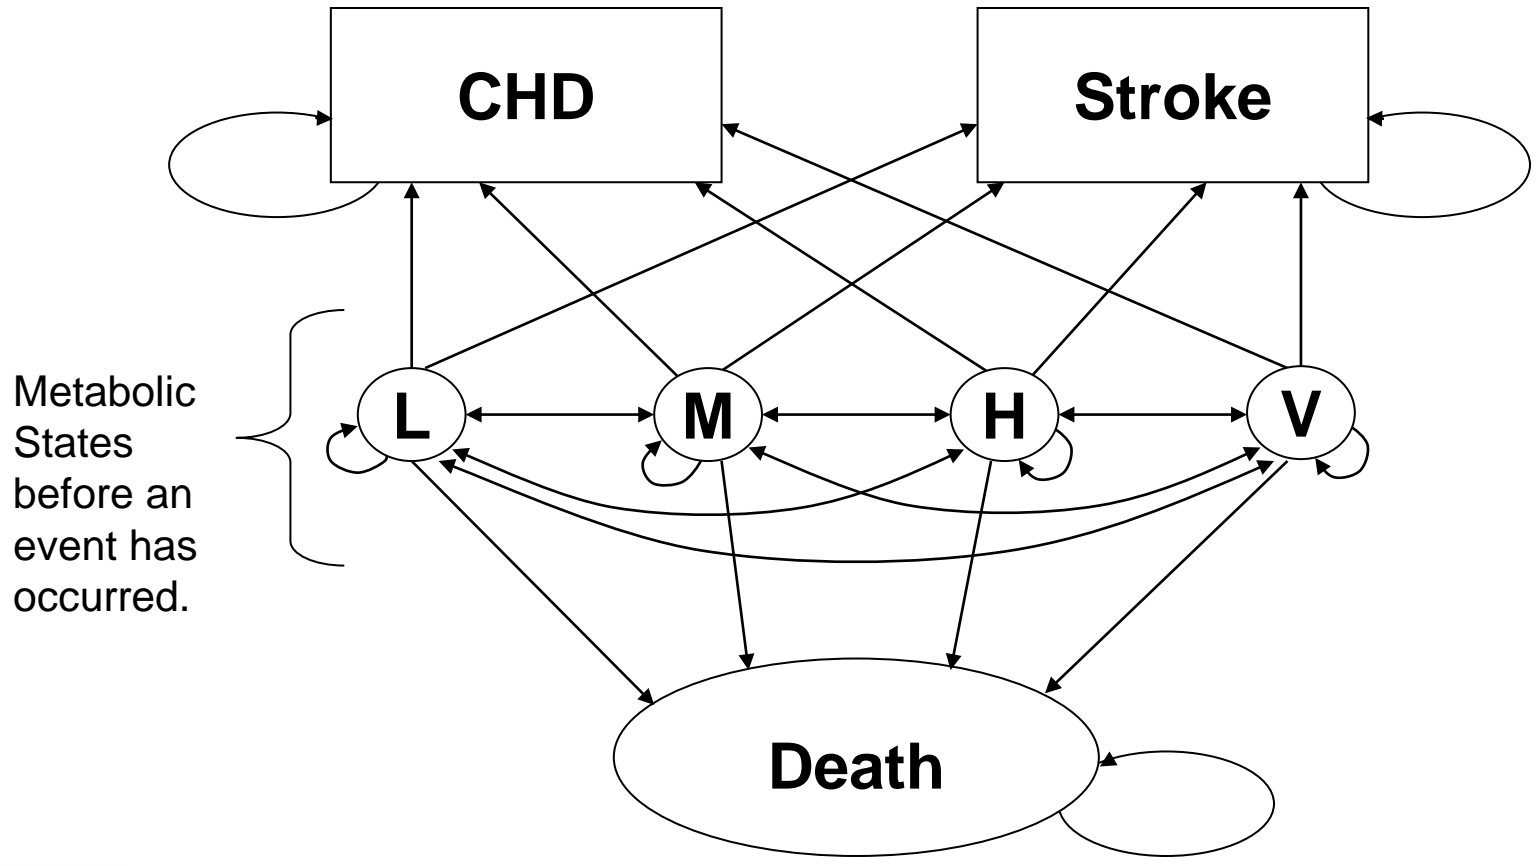 CHD
Stroke
L
M
H
V
Metabolic
States
before an
event has
occurred.
Death